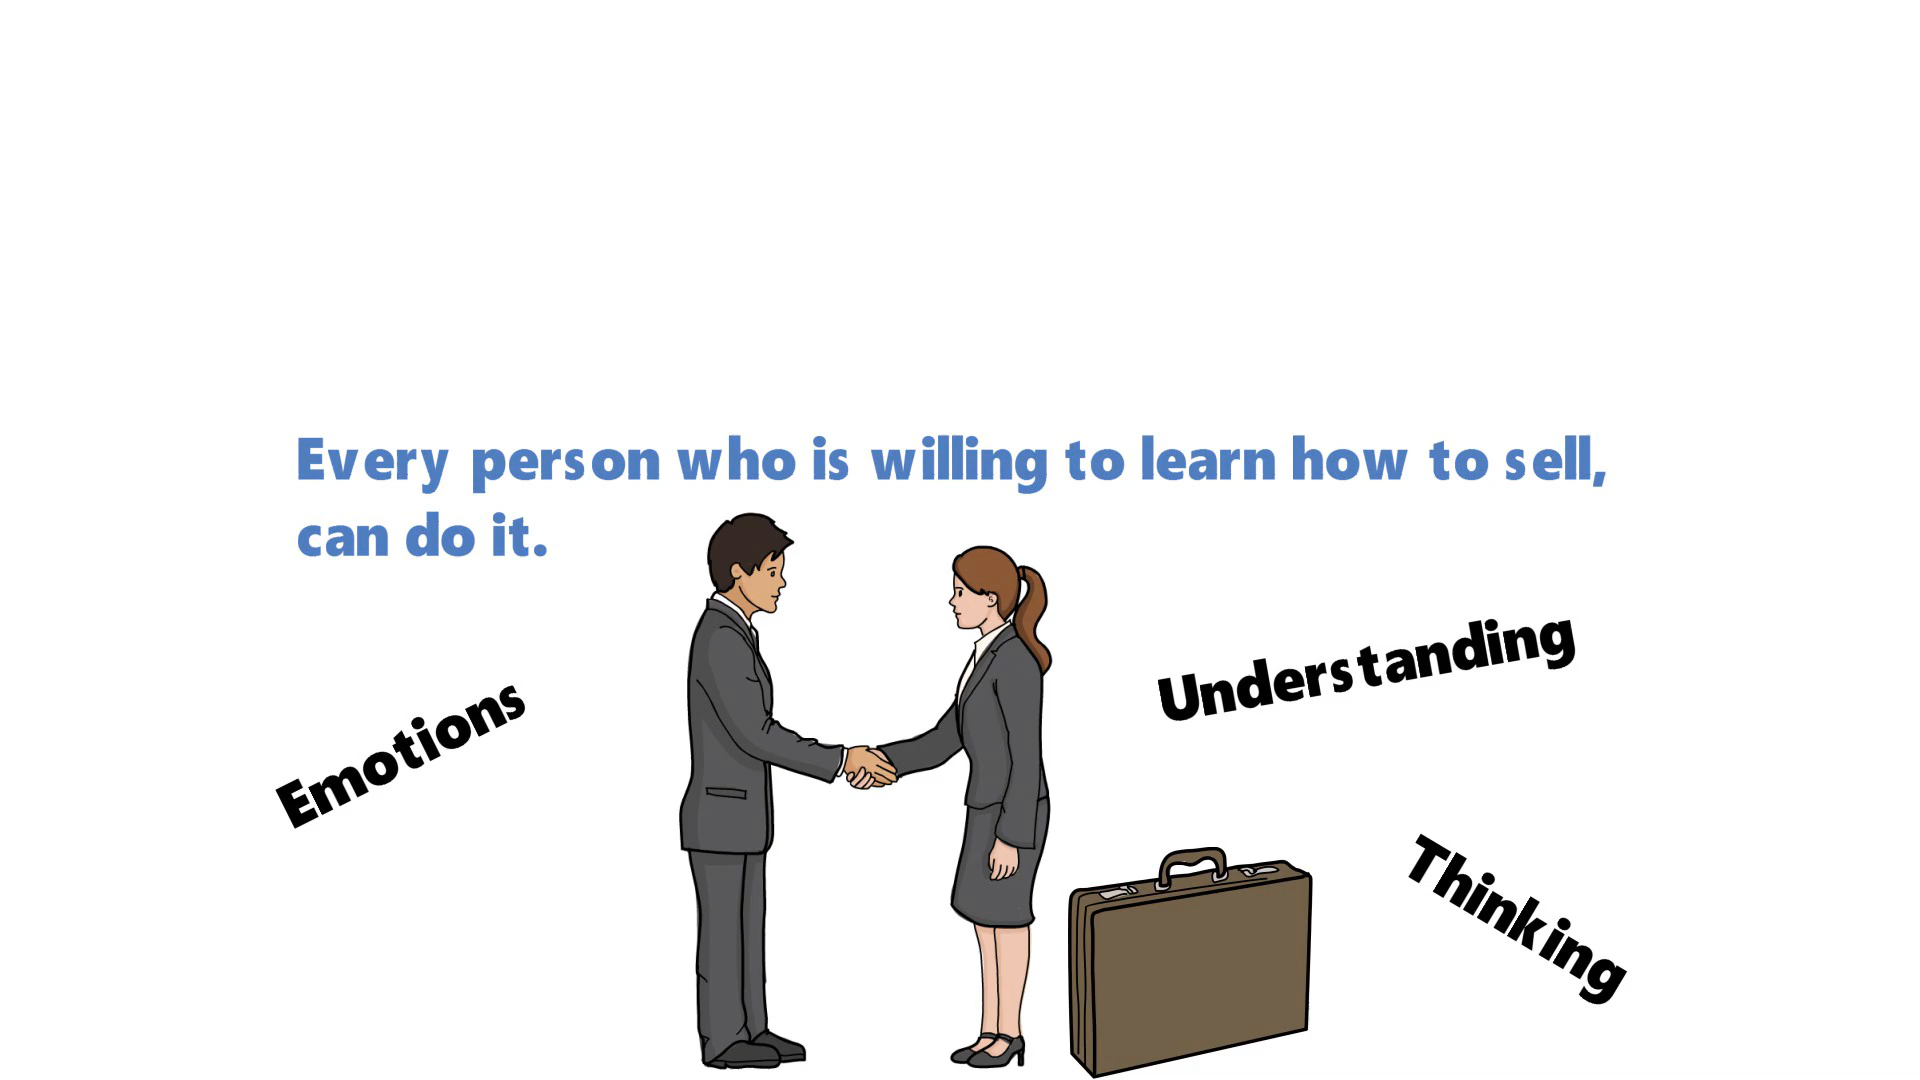 Every person who is willing to learn how to sell,
can do it.
Understanding
Emotions
Thinking